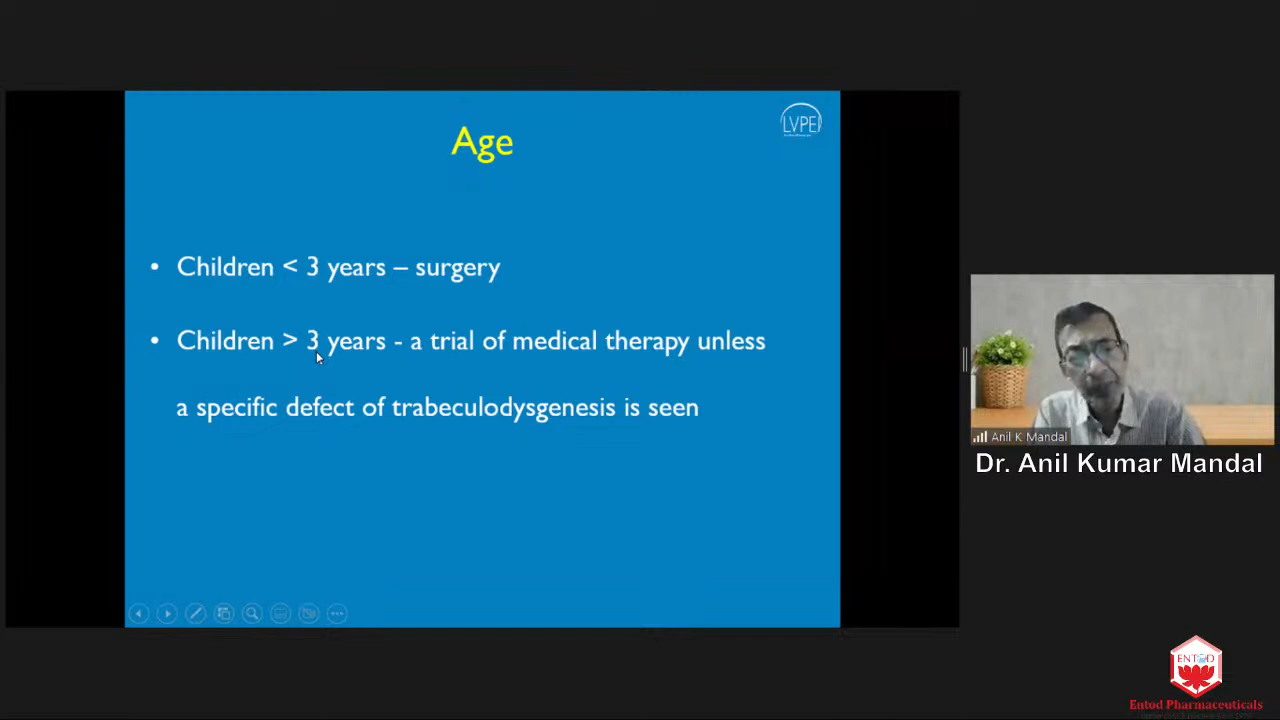 Age
LVPE
• Children < 3 years – surgery
• Children > 3 years - a trial of medical therapy unless
a specific defect of trabeculodysgenesis is seen
Anil K Mandal
Dr. Anil Kumar Mandal
ENTOD
Entod Pharmaceuticals